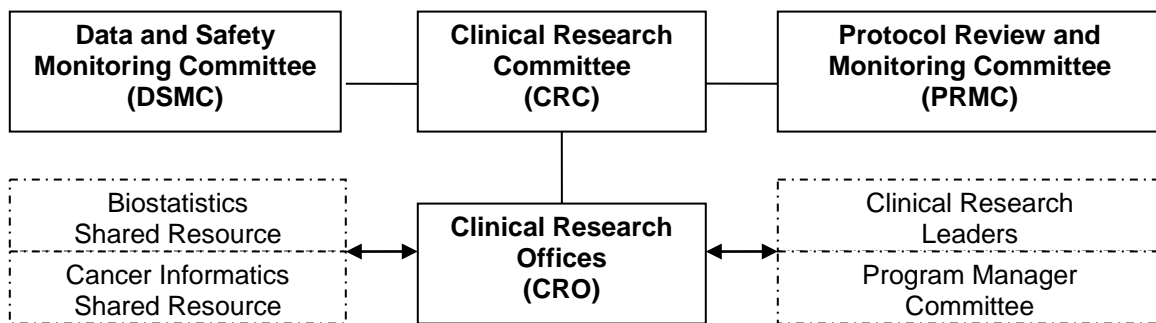 Data and Safety
Monitoring Committee
(DSMC)
Clinical Research
Committee
(CRC)
Protocol Review and
Monitoring Committee
(PRMC)
Biostatistics
Shared Resource
Cancer Informatics
Shared Resource
Clinical Research
Offices
(CRO)
Clinical Research
Leaders
Program Manager
Committee